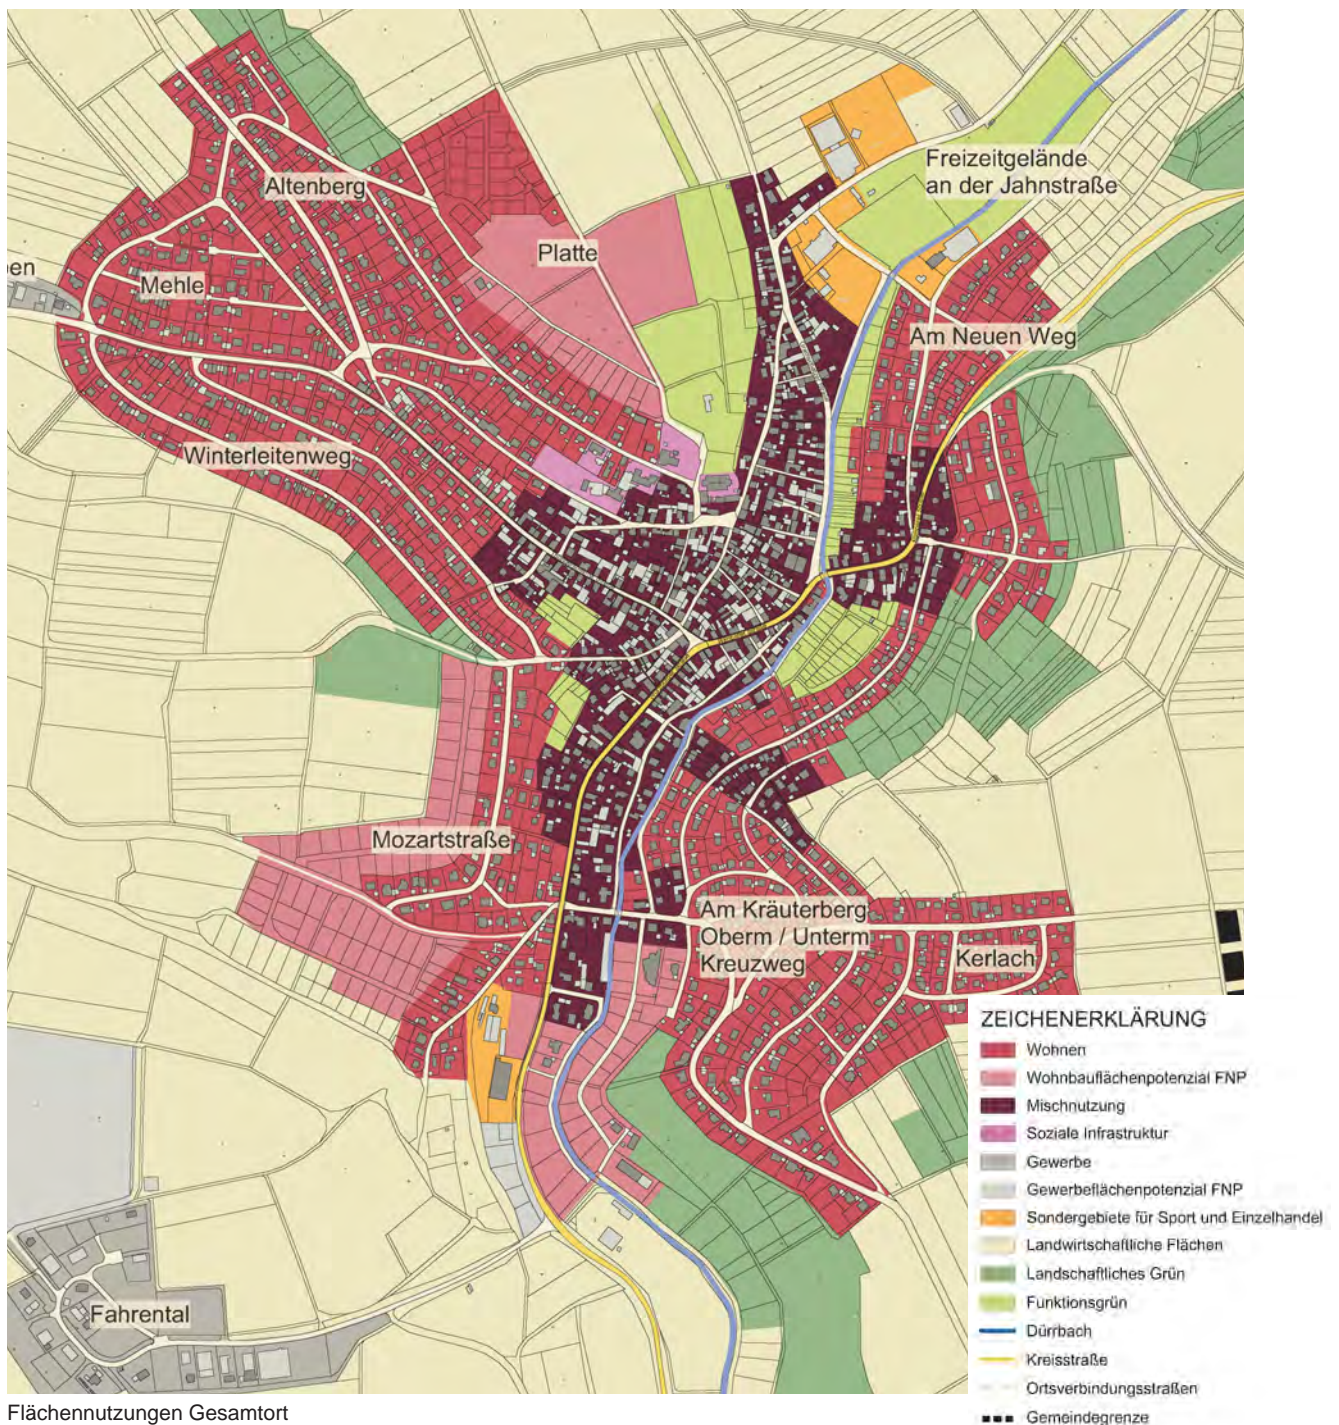 Freizeitgelände
an der Jahnstraße
Altenberg
Platte
en
Mehle
Am Neuen Weg
Winterleitenweg
Mozartstraße
Am Kräuterberg
Oberm / Unterm
Kreuzweg
Kerlach
Fahrental
ZEICHENERKLÄRUNG
Wohnen
Wohnbauflächenpotenzial FNP
Mischnutzung
Soziale Infrastruktur
Gewerbe
Gewerbeflächenpotenzial FNP
Sondergebiete für Sport und Einzelhandel
Landwirtschaftliche Flächen
Landschaftliches Grün
Funktionsgrün
Dürrbach
Kreisstraße
Ortsverbindungsstraßen
Gemeindegrenze
Flächennutzungen Gesamtort